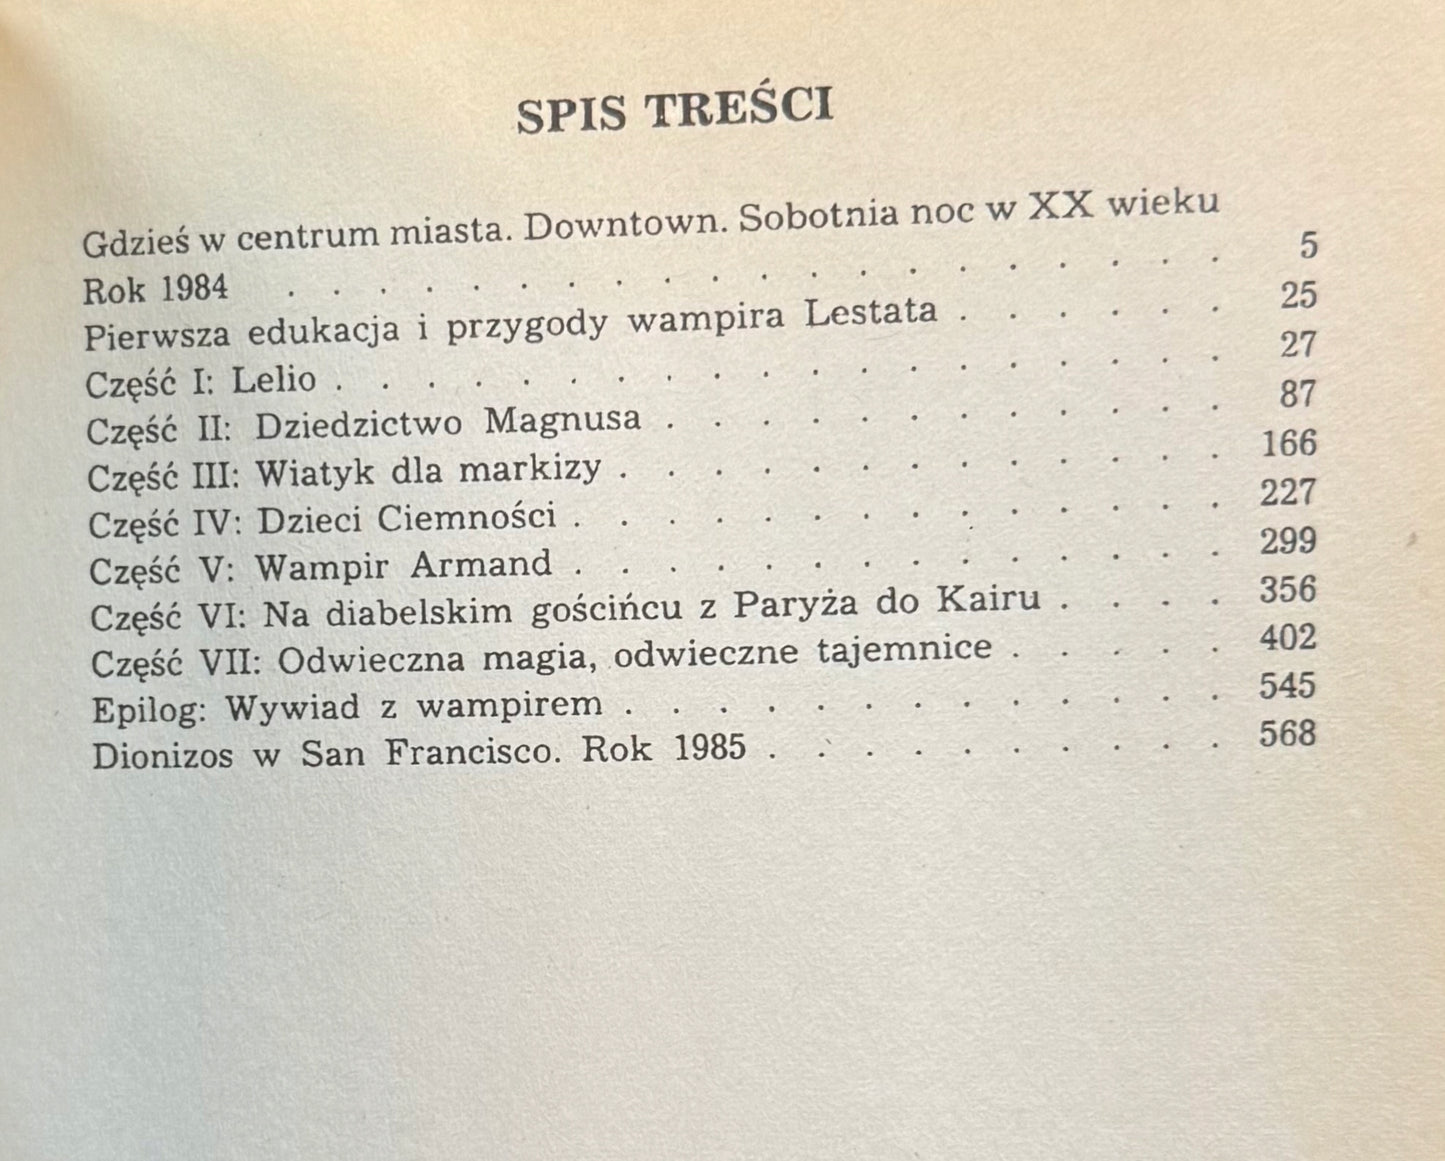 SPIS TREŚCI
Gdzieś w centrum miasta. Downtown. Sobotnia noc w XX wieku
Rok 1984 . . . . . . . . . . . . . . . . . . . . 5
Pierwsza edukacja i przygody wampira Lestata . . . . . . 25
Część I: Lelio . . . . . . . . . . . . . . . . . . . 27
Część II: Dziedzictwo Magnusa . . . . . . . . . . . . 87
Część III: Wiatyk dla markizy . . . . . . . . . . . . . 166
Część IV: Dzieci Ciemności . . . . . . . . . . . . . . 227
Część V: Wampir Armand . . . . . . . . . . . . . . 299
Część VI: Na diabelskim gościńcu z Paryża do Kairu . . . . 356
Część VII: Odwieczna magia, odwieczne tajemnice . . . . . 402
Epilog: Wywiad z wampirem . . . . . . . . . . . . . 545
Dionizos w San Francisco. Rok 1985 . . . . . . . . . . 568